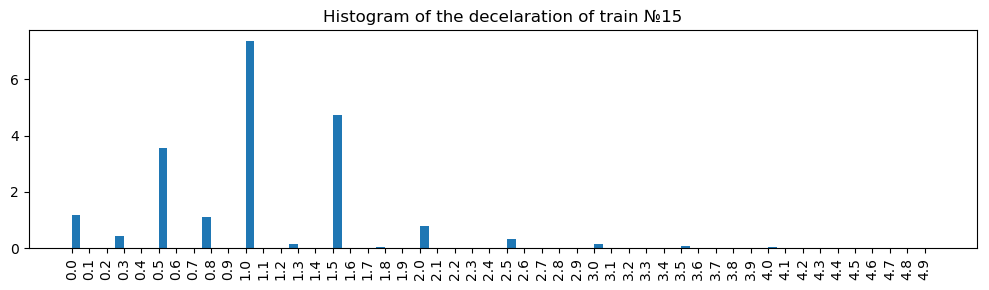 Histogram of the decelaration of train №15
6
4
2
0
0.0 0.1 0.2 0.3 0.4 0.5 0.6 0.7 0.8 0.9 1.0 1.1 1.2 1.3 1.4 1.5 1.6 1.7 1.8 1.9 2.0 2.1 2.2 2.3 2.4 2.5 2.6 2.7 2.8 2.9 3.0 3.1 3.2 3.3 3.4 3.5 3.6 3.7 3.8 3.9 4.0 4.1 4.2 4.3 4.4 4.5 4.6 4.7 4.8 4.9